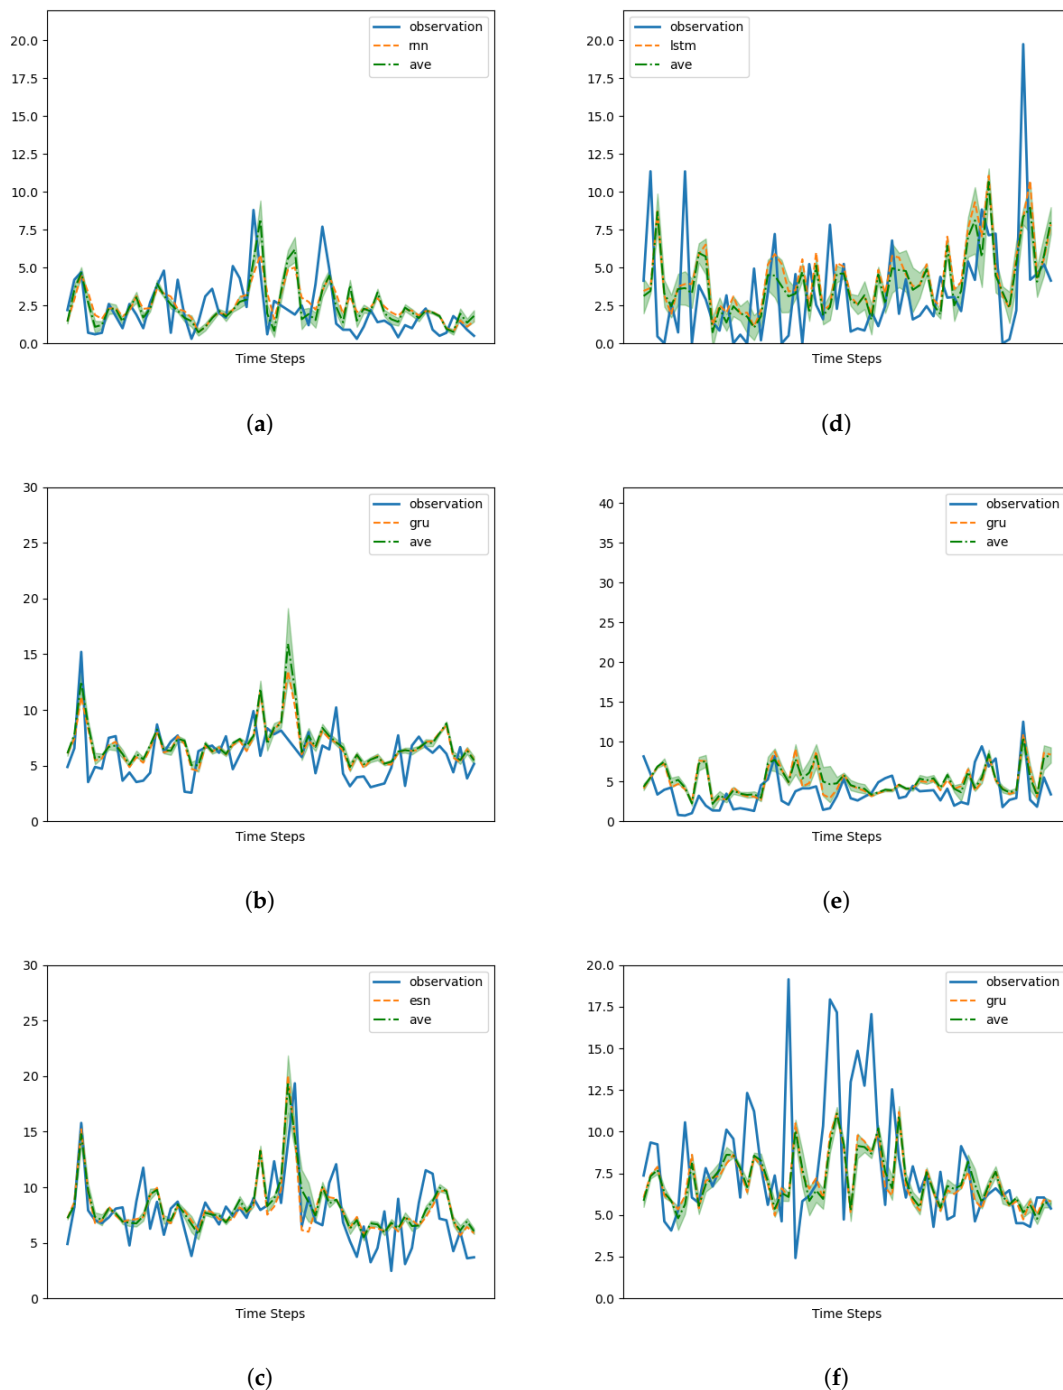 observation
rnn
ave
20.0
17.5
15.0
12.5
10.0
7.5
5.0
2.5
0.0
Time Steps
(a)
observation
lstm
ave
20.0
17.5
15.0
12.5
10.0
7.5
5.0
2.5
0.0
Time Steps
(d)
observation
gru
ave
30
25
20
15
10
5
0
Time Steps
(b)
observation
gru
ave
40
35
30
25
20
15
10
5
0
Time Steps
(e)
observation
esn
ave
30
25
20
15
10
5
0
Time Steps
(c)
observation
gru
ave
20.0
17.5
15.0
12.5
10.0
7.5
5.0
2.5
0.0
Time Steps
(f)